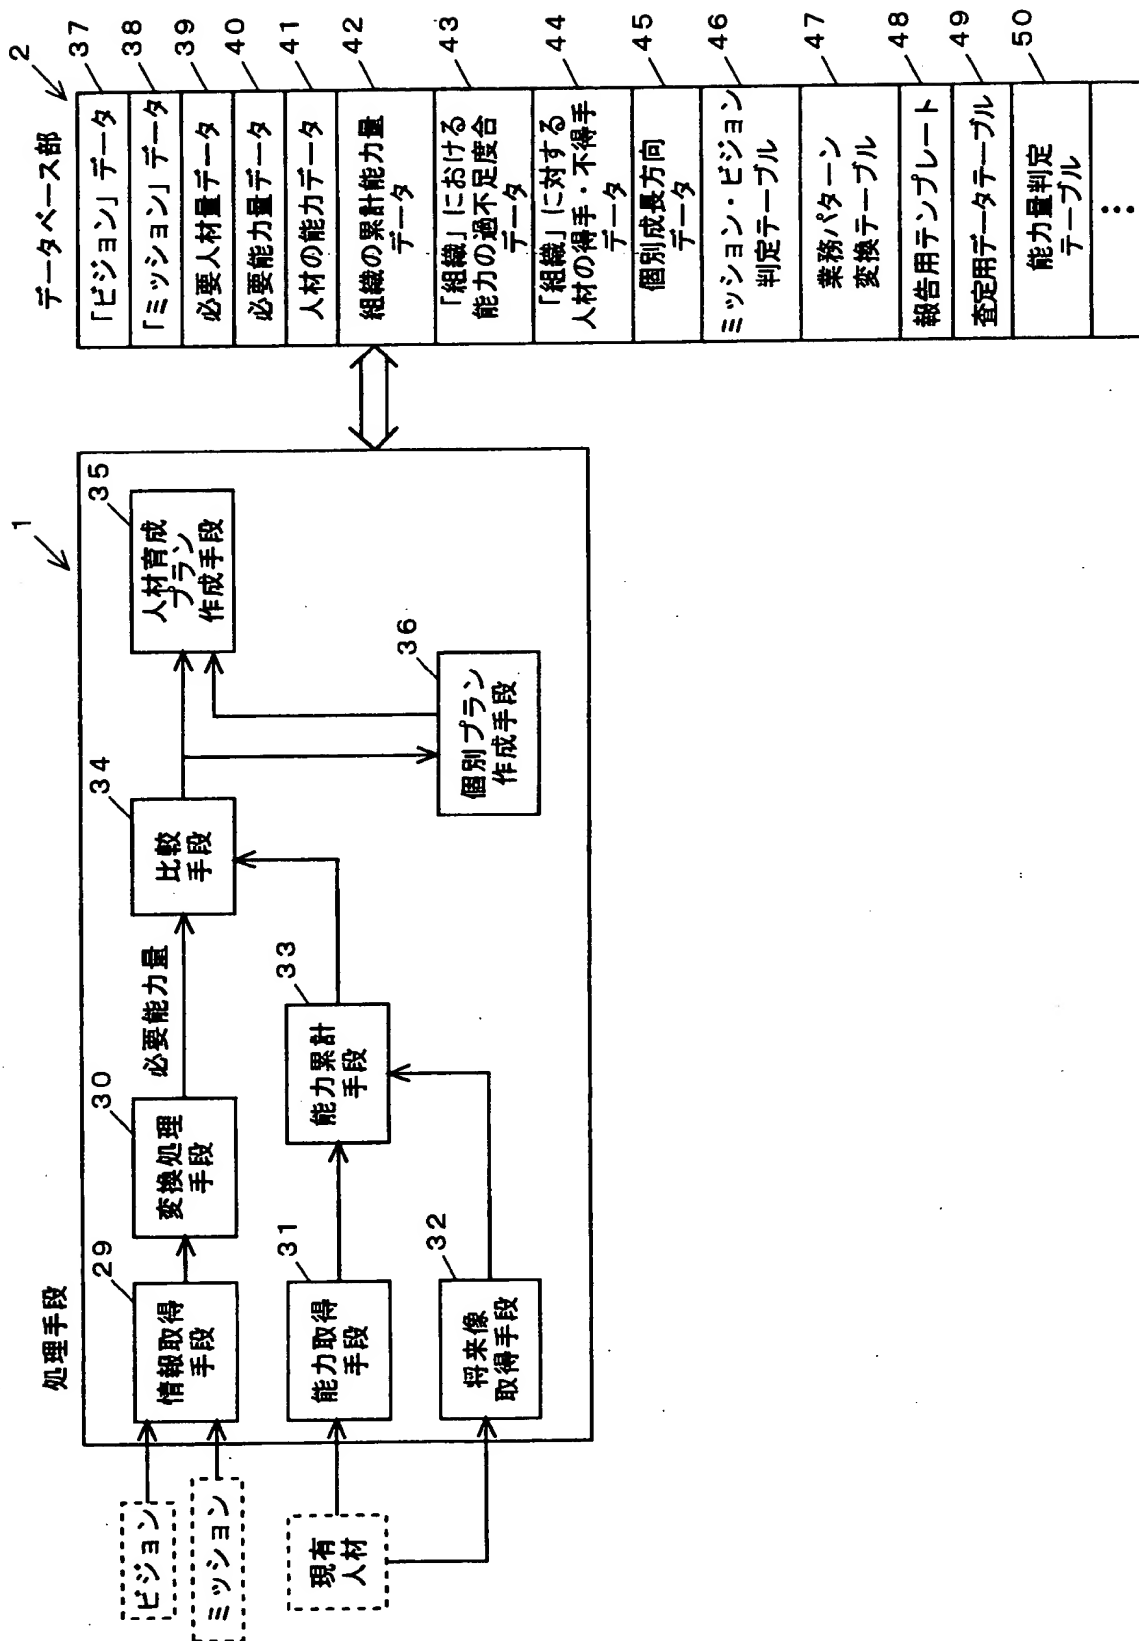 処理手段
1
ビジョン
ミッション
現有
人材
29
情報取得
手段
30
変換処理
手段
必要能力量
34
比較
手段
35
人材育成
プラン
作成手段
31
能力取得
手段
33
能力累計
手段
32
将来像
取得手段
36
個別プラン
作成手段
データベース部
2
「ビジョン」データ
37
「ミッション」データ
38
必要人材量データ
39
必要能力量データ
40
人材の能力データ
41
組織の累計能力量
データ
42
「組織」における
能力の過不足度合
データ
43
「組織」に対する
人材の得手・不得手
データ
44
個別成長方向
データ
45
ミッション・ビジョン
判定テーブル
46
業務パターン
変換テーブル
47
報告用テンプレート
48
査定用データテーブル
49
能力量判定
テーブル
50
⋮